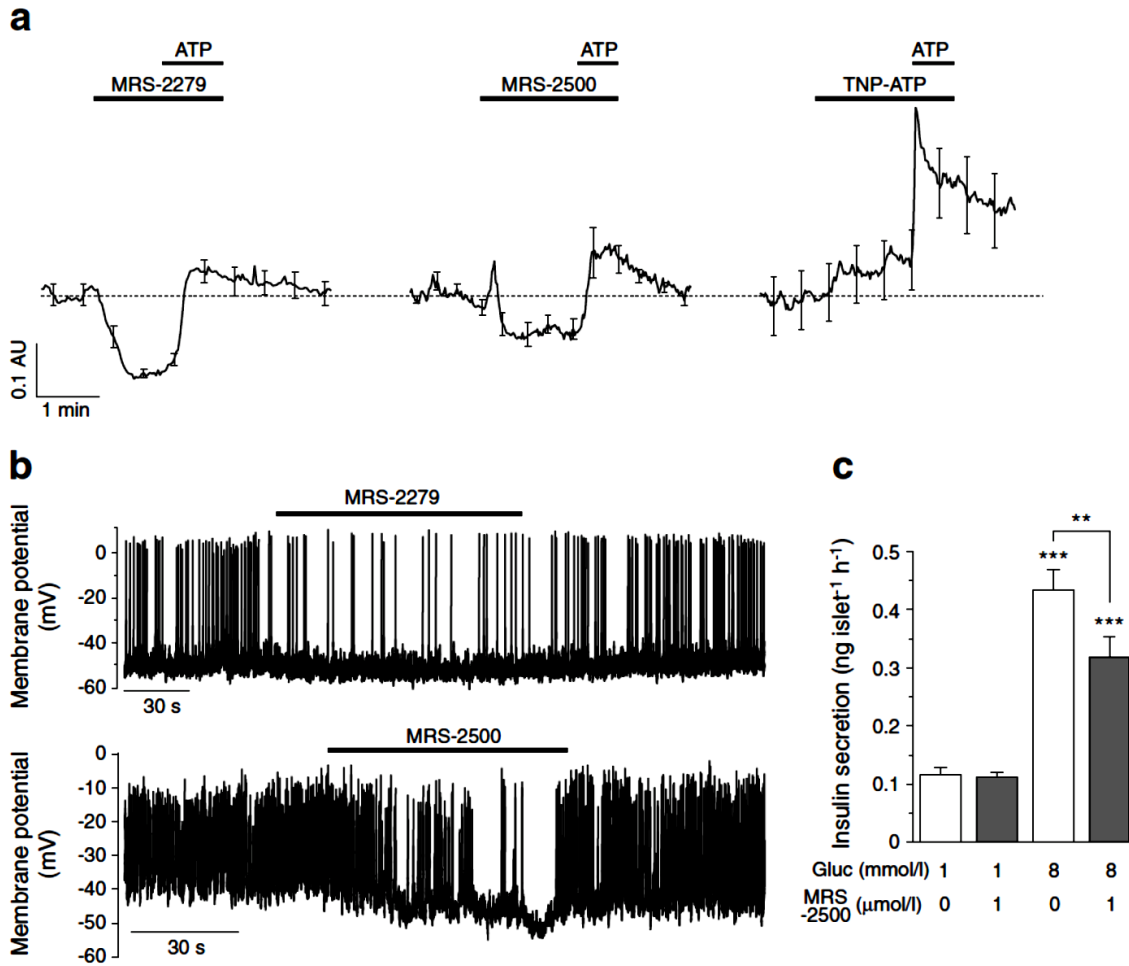 a
ATP ATP ATP
MRS-2279 MRS-2500 TNP-ATP
0.1 AU
1 min
b
MRS-2279
Membrane potential
(mV)
0
-20
-40
-60
30 s
MRS-2500
Membrane potential
(mV)
0
-10
-20
-30
-40
-50
-60
30 s
c
**
*** ***
Insulin secretion (ng islet⁻¹ h⁻¹)
0.5
0.4
0.3
0.2
0.1
0
Gluc (mmol/l) 1 1 8 8
MRS
-2500 (μmol/l) 0 1 0 1